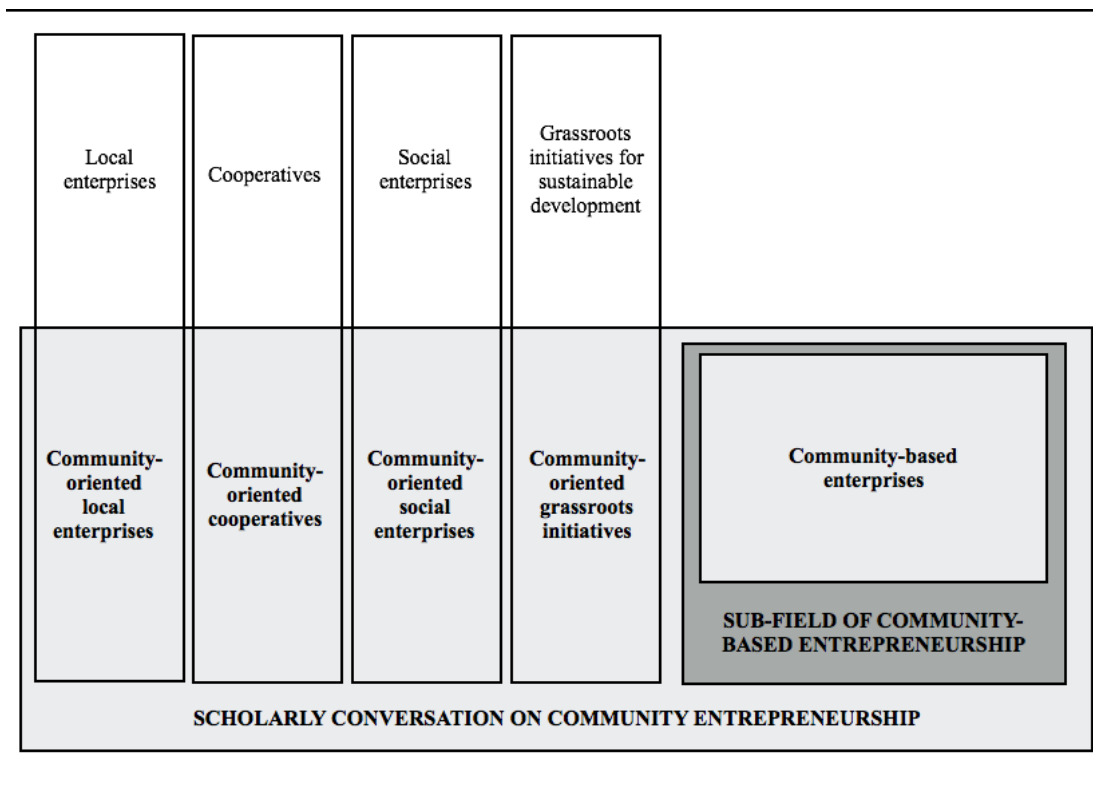 Local
enterprises
Cooperatives
Social
enterprises
Grassroots
initiatives for
sustainable
development
Community-
oriented
local
enterprises
Community-
oriented
cooperatives
Community-
oriented
social
enterprises
Community-
oriented
grassroots
initiatives
Community-based
enterprises
SUB-FIELD OF COMMUNITY-
BASED ENTREPRENEURSHIP
SCHOLARLY CONVERSATION ON COMMUNITY ENTREPRENEURSHIP